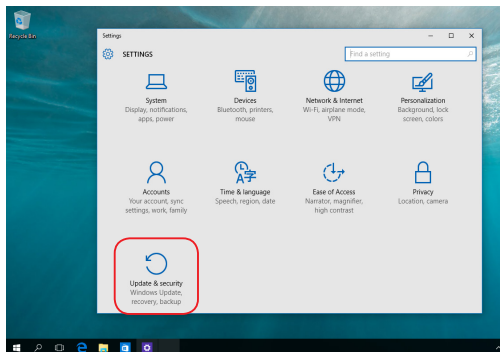 Recycle Bin
Settings
SETTINGS
Find a setting
System
Display, notifications,
apps, power
Devices
Bluetooth, printers,
mouse
Network & Internet
Wi-Fi, airplane mode,
VPN
Personalization
Background, lock
screen, colors
Accounts
Your account, sync
settings, work, family
Time & language
Speech, region, date
Ease of Access
Narrator, magnifier,
high contrast
Privacy
Location, camera
Update & security
Windows Update,
recovery, backup